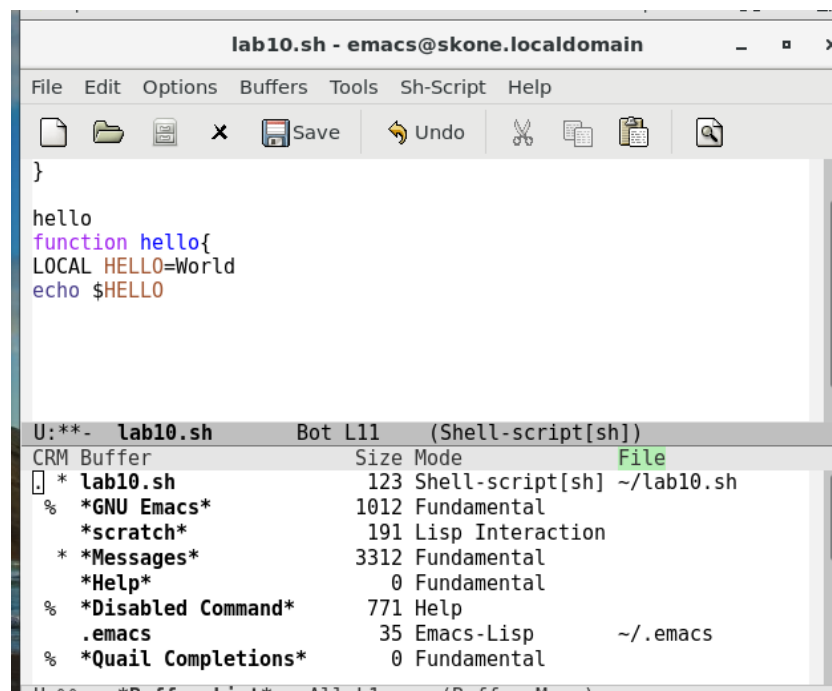 lab10.sh - emacs@skone.localdomain
File Edit Options Buffers Tools Sh-Script Help
Save Undo
}
hello
function hello{
LOCAL HELLO=World
echo $HELLO
U:**- lab10.sh Bot L11 (Shell-script[sh])
CRM Buffer Size Mode File
. * lab10.sh 123 Shell-script[sh] ~/lab10.sh
% *GNU Emacs* 1012 Fundamental
*scratch* 191 Lisp Interaction
* *Messages* 3312 Fundamental
*Help* 0 Fundamental
% *Disabled Command* 771 Help
.emacs 35 Emacs-Lisp ~/.emacs
% *Quail Completions* 0 Fundamental